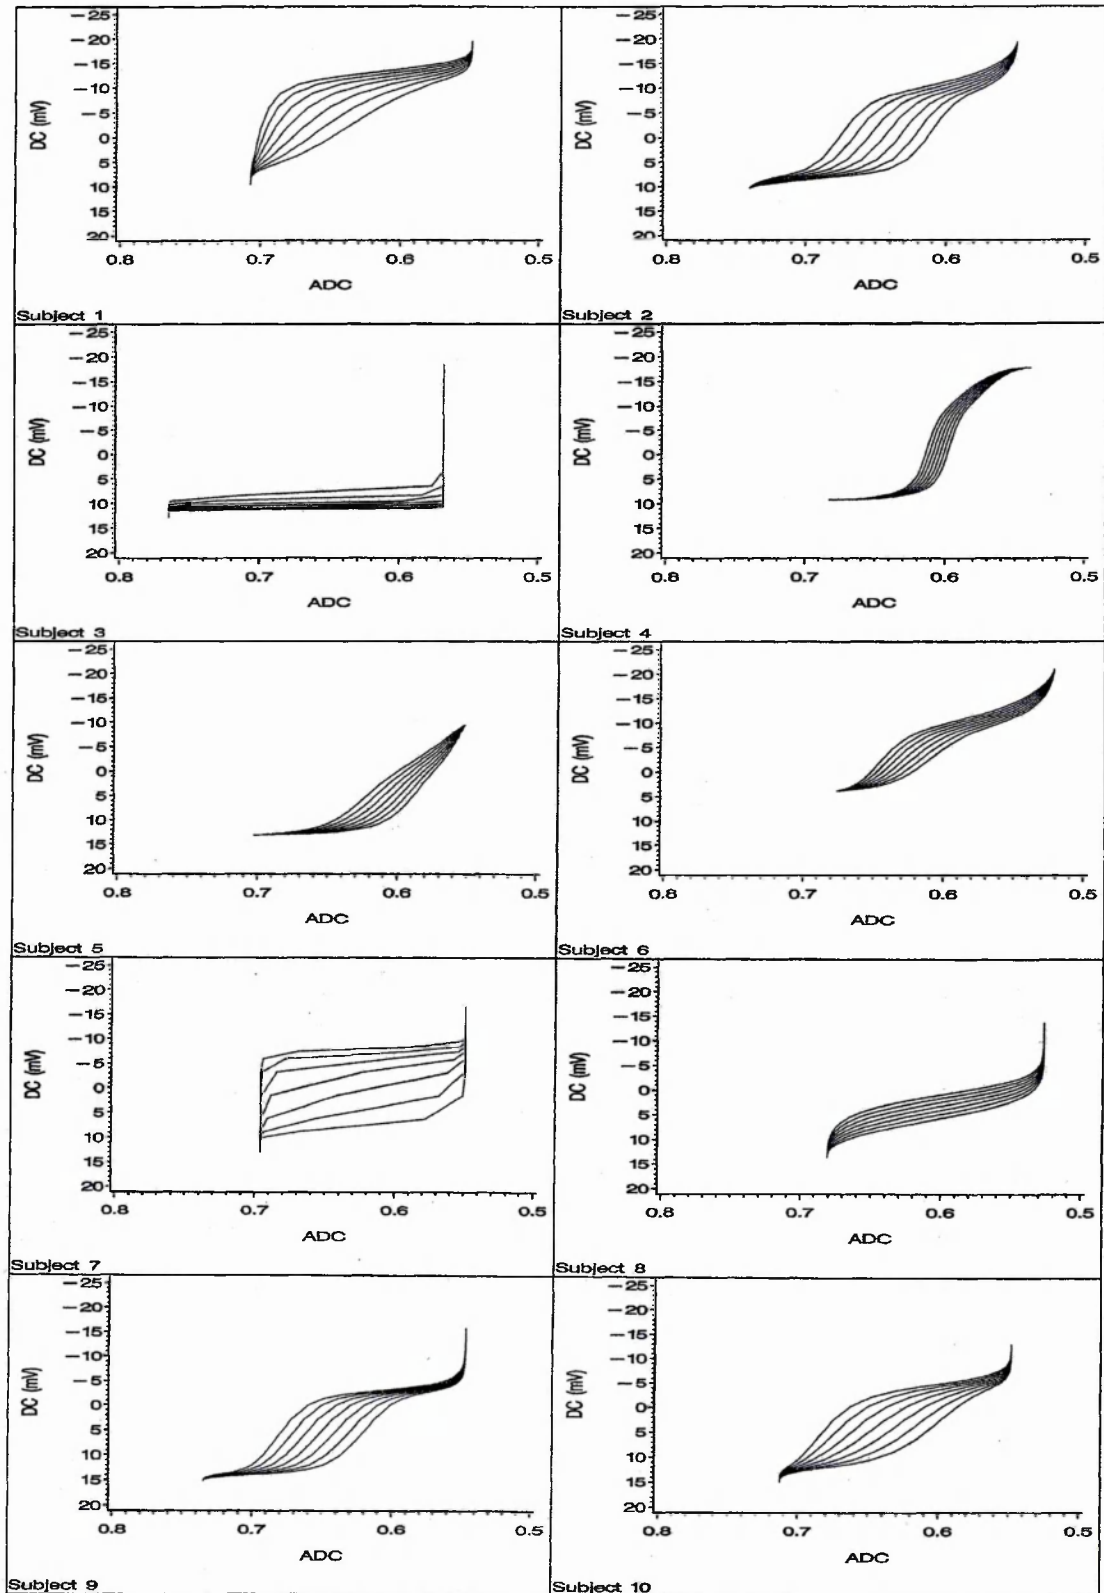 −25
−20
−15
−10
−5
0
5
10
15
20
DC (mV)
0.8 0.7 0.6 0.5
ADC
Subject 1
−25
−20
−15
−10
−5
0
5
10
15
20
DC (mV)
0.8 0.7 0.6 0.5
ADC
Subject 2
−25
−20
−15
−10
−5
0
5
10
15
20
DC (mV)
0.8 0.7 0.6 0.5
ADC
Subject 3
−25
−20
−15
−10
−5
0
5
10
15
20
DC (mV)
0.8 0.7 0.6 0.5
ADC
Subject 4
−25
−20
−15
−10
−5
0
5
10
15
20
DC (mV)
0.8 0.7 0.6 0.5
ADC
Subject 5
−25
−20
−15
−10
−5
0
5
10
15
20
DC (mV)
0.8 0.7 0.6 0.5
ADC
Subject 6
−25
−20
−15
−10
−5
0
5
10
15
20
DC (mV)
0.8 0.7 0.6 0.5
ADC
Subject 7
−25
−20
−15
−10
−5
0
5
10
15
20
DC (mV)
0.8 0.7 0.6 0.5
ADC
Subject 8
−25
−20
−15
−10
−5
0
5
10
15
20
DC (mV)
0.8 0.7 0.6 0.5
ADC
Subject 9
−25
−20
−15
−10
−5
0
5
10
15
20
DC (mV)
0.8 0.7 0.6 0.5
ADC
Subject 10